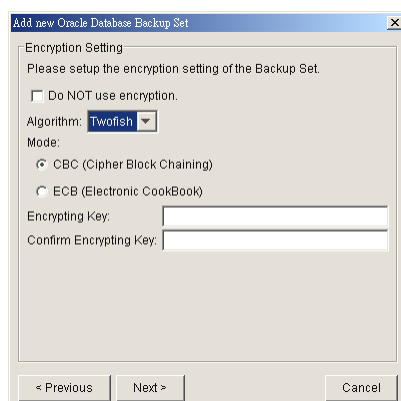 Add new Oracle Database Backup Set
Encryption Setting
Please setup the encryption setting of the Backup Set.
Do NOT use encryption.
Algorithm: Twofish
Mode:
CBC (Cipher Block Chaining)
ECB (Electronic CookBook)
Encrypting Key:
Confirm Encrypting Key:
< Previous Next > Cancel